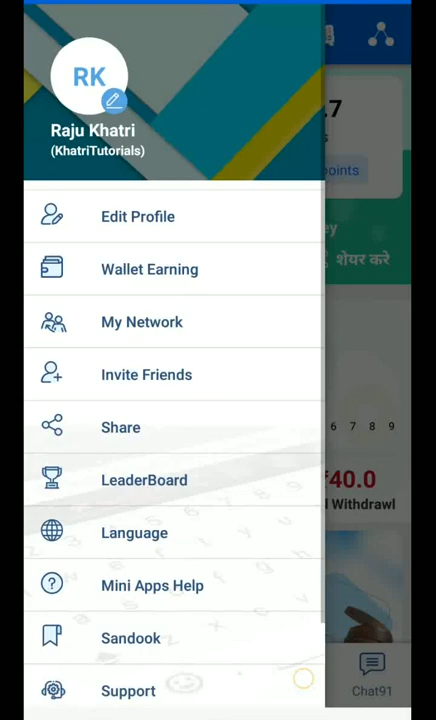 RK
Raju Khatri
(KhatriTutorials)
Edit Profile
Wallet Earning
My Network
Invite Friends
Share
LeaderBoard
Language
Mini Apps Help
Sandook
Support
.7
शेयर करे
6 7 8 9
₹40.0
Withdrawl
Chat91